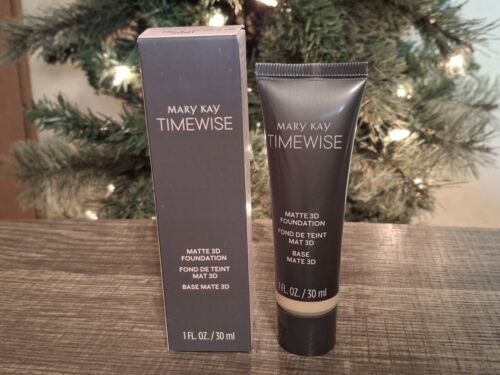 MARY KAY
TIMEWISE
MATTE 3D
FOUNDATION
FOND DE TEINT
MAT 3D
BASE MATE 3D
1 FL. OZ. / 30 ml
MARY KAY
TIMEWISE
MATTE 3D
FOUNDATION
FOND DE TEINT
MAT 3D
BASE
MATE 3D
1 FL. OZ. / 30 ml